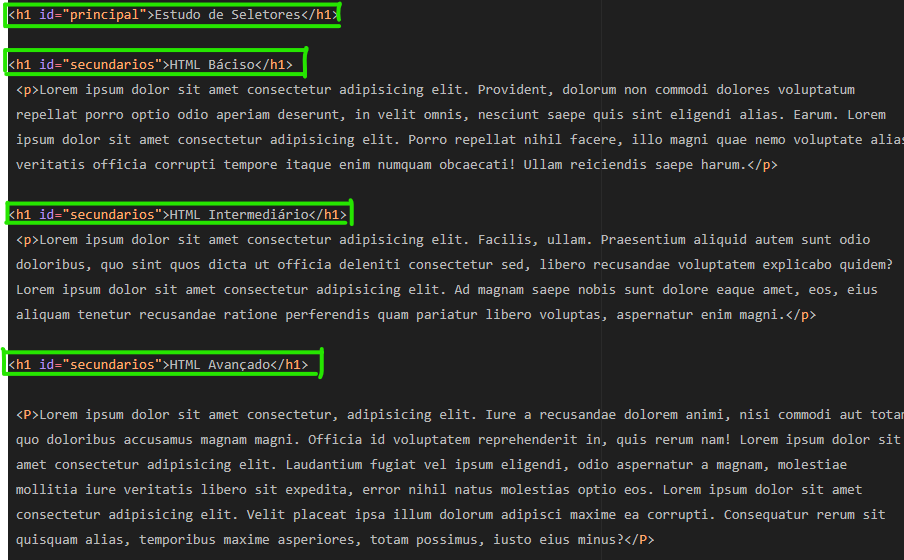 <h1 id="principal">Estudo de Seletores</h1>
<h1 id="secundarios">HTML Báciso</h1>
<p>Lorem ipsum dolor sit amet consectetur adipisicing elit. Provident, dolorum non commodi dolores voluptatum
repellat porro optio odio aperiam deserunt, in velit omnis, nesciunt saepe quis sint eligendi alias. Earum. Lorem
ipsum dolor sit amet consectetur adipisicing elit. Porro repellat nihil facere, illo magni quae nemo voluptate alias
veritatis officia corrupti tempore itaque enim numquam obcaecati! Ullam reiciendis saepe harum.</p>
<h1 id="secundarios">HTML Intermediário</h1>
<p>Lorem ipsum dolor sit amet consectetur adipisicing elit. Facilis, ullam. Praesentium aliquid autem sunt odio
doloribus, quo sint quos dicta ut officia deleniti consectetur sed, libero recusandae voluptatem explicabo quidem?
Lorem ipsum dolor sit amet consectetur adipisicing elit. Ad magnam saepe nobis sunt dolore eaque amet, eos, eius
aliquam tenetur recusandae ratione perferendis quam pariatur libero voluptas, aspernatur enim magni.</p>
<h1 id="secundarios">HTML Avançado</h1>
<P>Lorem ipsum dolor sit amet consectetur, adipisicing elit. Iure a recusandae dolorem animi, nisi commodi aut totam
quo doloribus accusamus magnam magni. Officia id voluptatem reprehenderit in, quis rerum nam! Lorem ipsum dolor sit
amet consectetur adipisicing elit. Laudantium fugiat vel ipsum eligendi, odio aspernatur a magnam, molestiae
mollitia iure veritatis libero sit expedita, error nihil natus molestias optio eos. Lorem ipsum dolor sit amet
consectetur adipisicing elit. Velit placeat ipsa illum dolorum adipisci maxime ea corrupti. Consequatur rerum sit
quisquam alias, temporibus maxime asperiores, totam possimus, iusto eius minus?</P>